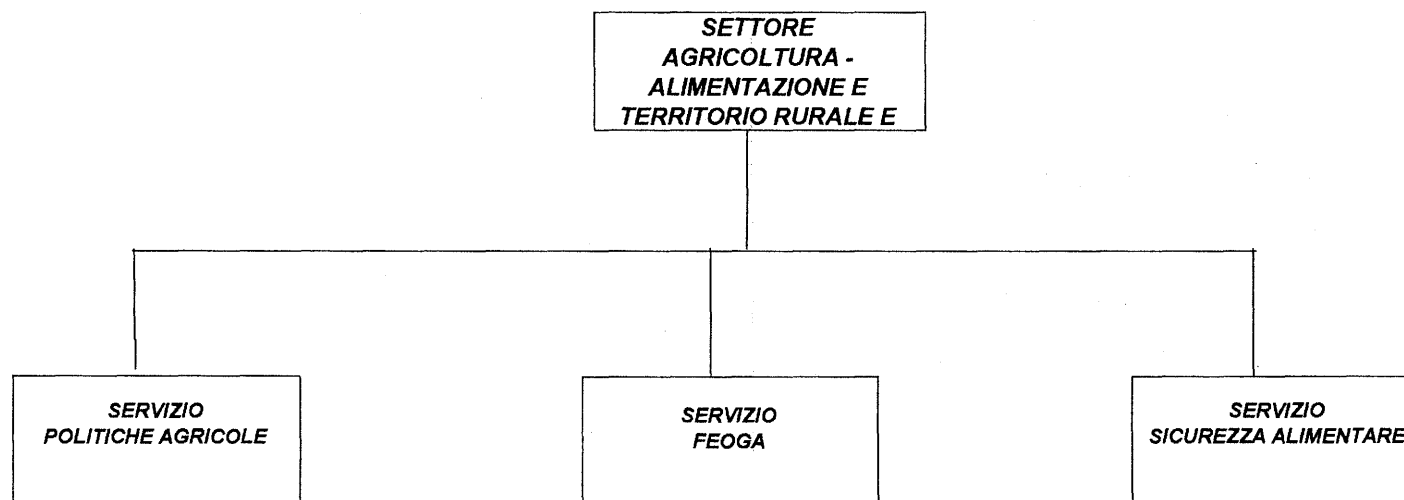 SETTORE
AGRICOLTURA -
ALIMENTAZIONE E
TERRITORIO RURALE E
SERVIZIO
POLITICHE AGRICOLE
SERVIZIO
FEOGA
SERVIZIO
SICUREZZA ALIMENTARE